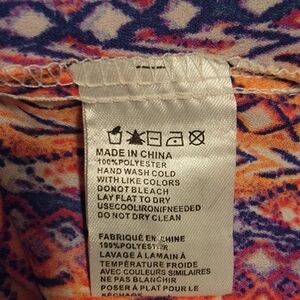 MADE IN CHINA
100%POLYESTER
HAND WASH COLD
WITH LIKE COLORS
DONOT BLEACH
LAY FLAT TO DRY
USECOOLIRONIFNEEDED
DO NOT DRY CLEAN
FABRIQUÉ EN CHINE
100%POLYESTER
LAVAGE À LAMAIN À
TEMPÉRATURE FROIDE
AVEC COULEURS SIMILAIRES
NE PAS BLANCHIR
POSER À PLAT POUR LE
SÉCHAGE